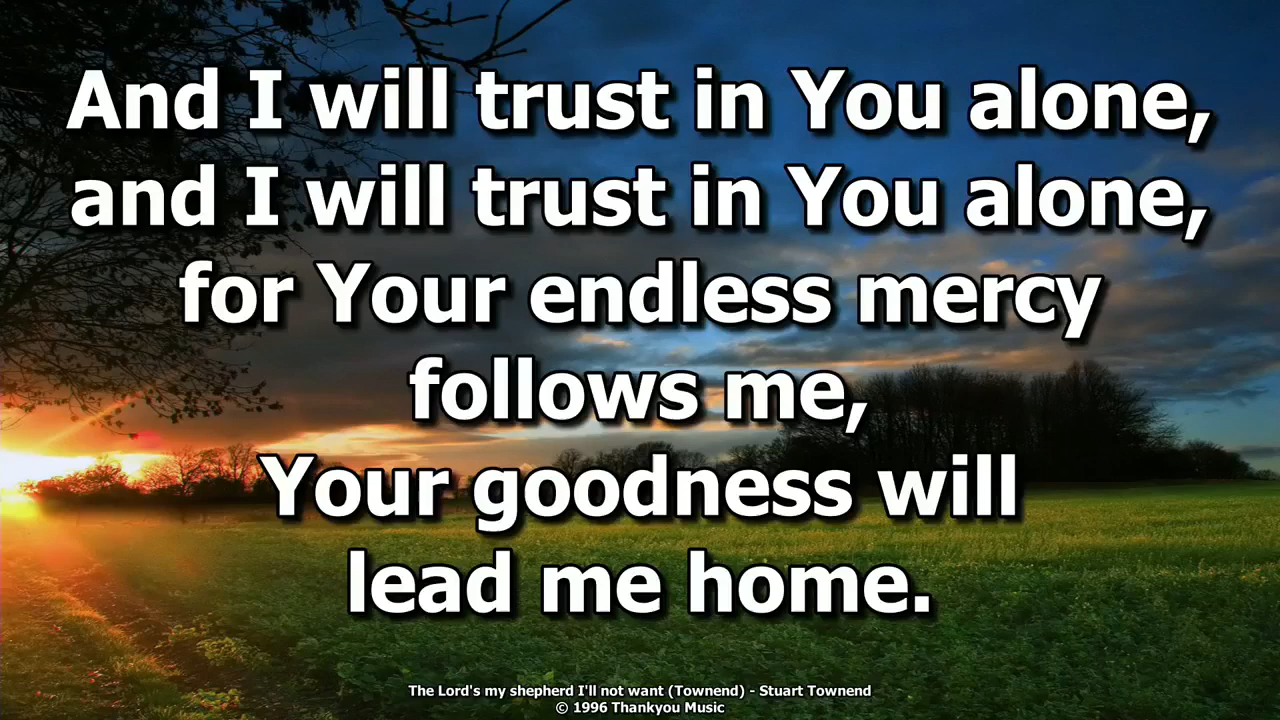 And I will trust in You alone,
and I will trust in You alone,
for Your endless mercy
follows me,
Your goodness will
lead me home.
The Lord's my shepherd I'll not want (Townend) - Stuart Townend
© 1996 Thankyou Music